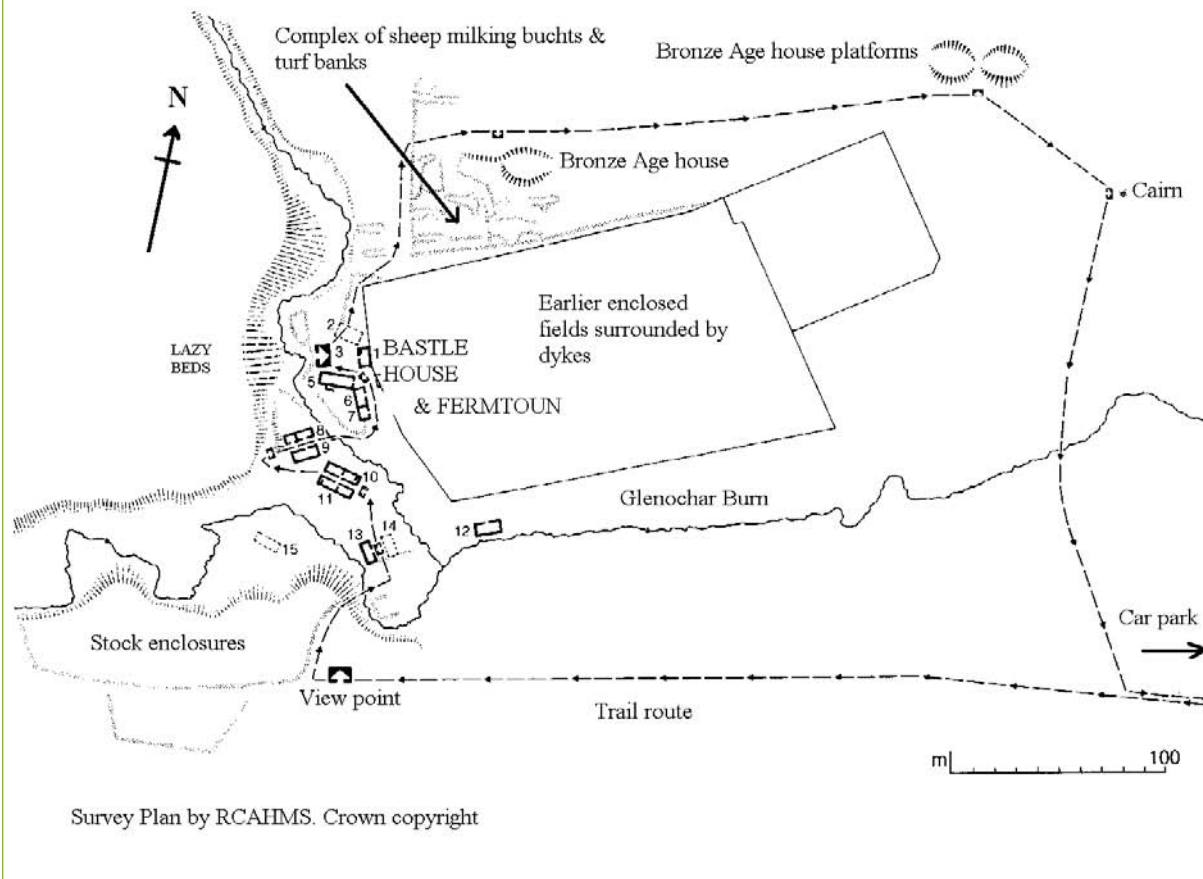 Complex of sheep milking buchts &
turf banks
Bronze Age house platforms
N
Bronze Age house
Cairn
Earlier enclosed
fields surrounded by
dykes
LAZY
BEDS
2
3
1
BASTLE
HOUSE
5
6
7
& FERMTOUN
8
9
10
11
Glenochar Burn
12
13
14
15
Car park
Stock enclosures
View point
Trail route
m
100
Survey Plan by RCAHMS. Crown copyright